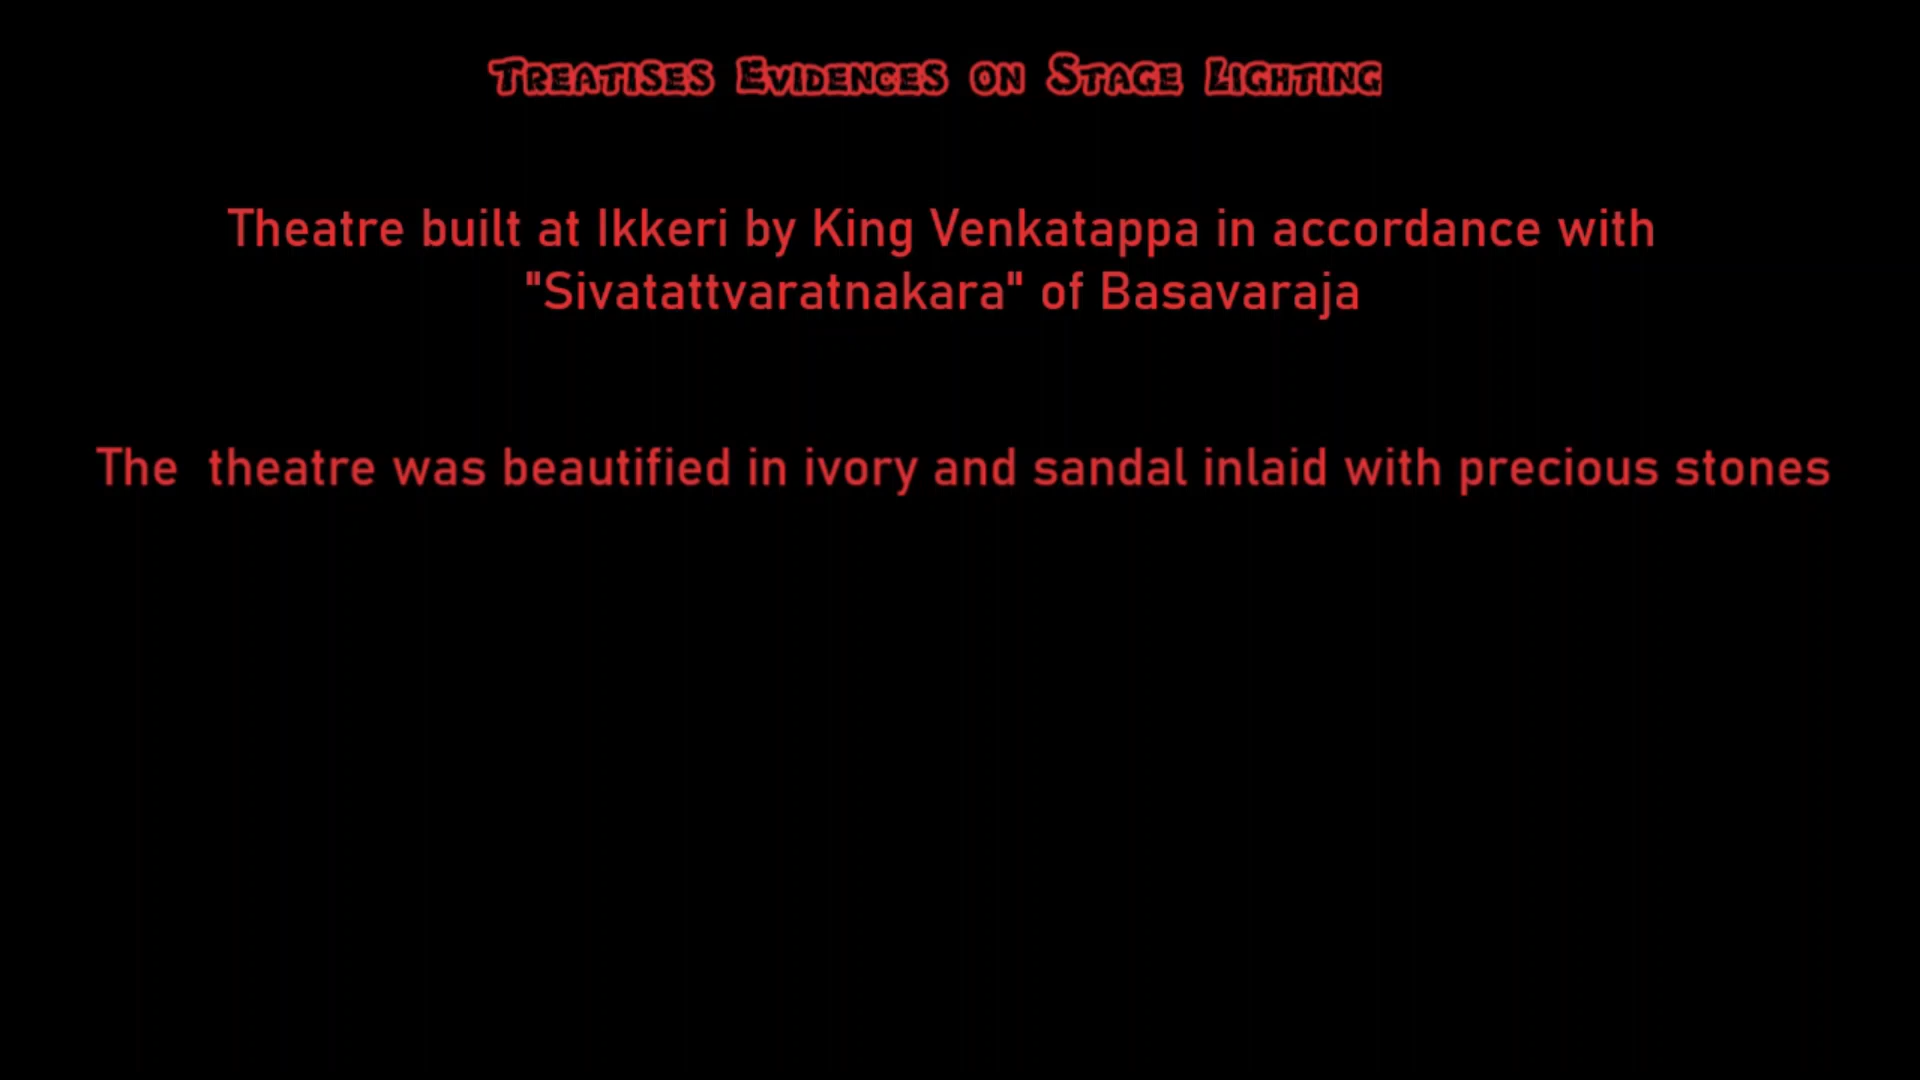 Treatises Evidences on Stage Lighting
Theatre built at Ikkeri by King Venkatappa in accordance with
"Sivatattvaratnakara" of Basavaraja
The  theatre was beautified in ivory and sandal inlaid with precious stones